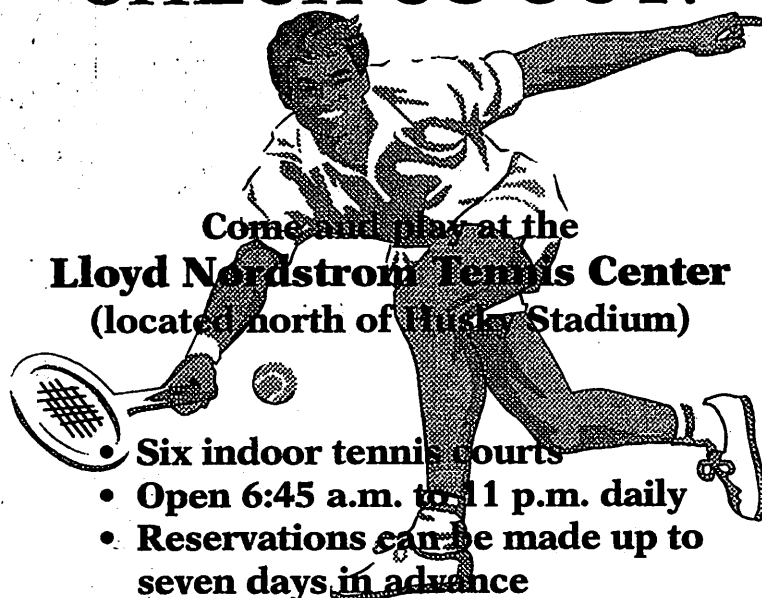 Come and play at the
Lloyd Nordstrom Tennis Center
(located north of Husky Stadium)
• Six indoor tennis courts
• Open 6:45 a.m. to 11 p.m. daily
• Reservations can be made up to
seven days in advance